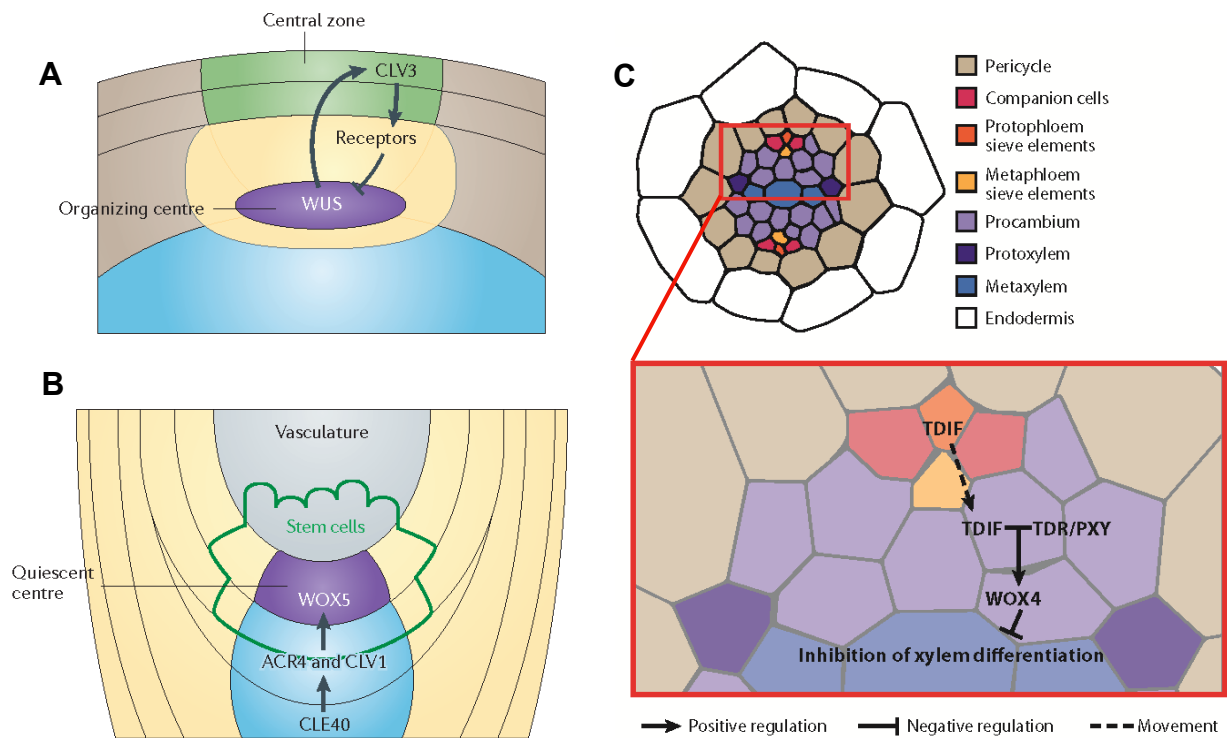 A
Central zone
CLV3
Receptors
WUS
Organizing centre
B
Vasculature
Stem cells
Quiescent
centre
WOX5
ACR4 and CLV1
CLE40
C
Pericycle
Companion cells
Protophloem
sieve elements
Metaphloem
sieve elements
Procambium
Protoxylem
Metaxylem
Endodermis
TDIF
TDIF
TDR/PXY
WOX4
Inhibition of xylem differentiation
Positive regulation
Negative regulation
Movement